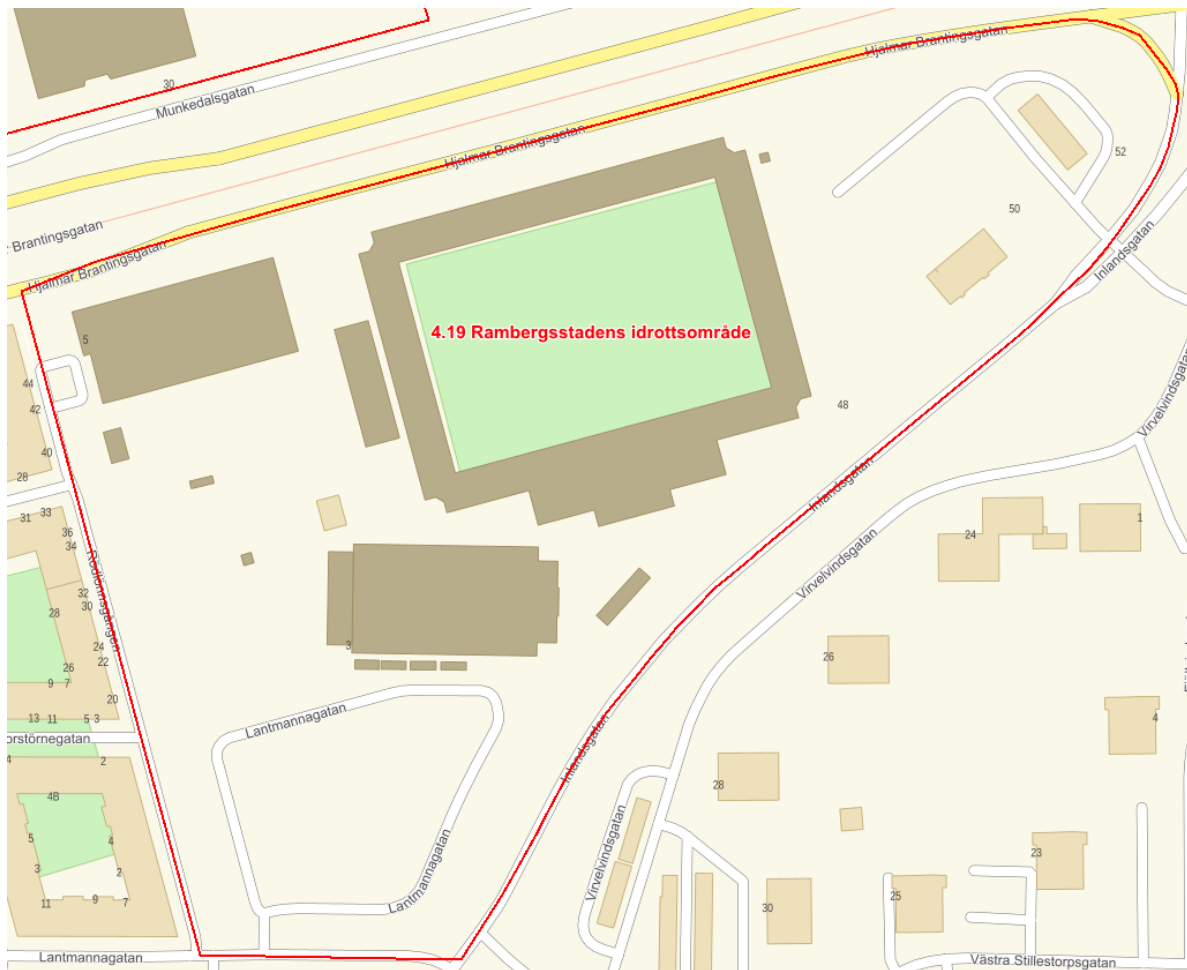 30
Munkedalsgatan
Hjalmar Brantingsgatan
Hjalmar Brantingsgatan
52
50
r Brantingsgatan
Hjalmar Brantingsgatan
Inlandsgatan
4.19 Rambergsstadens idrottsområde
5
44
42
48
Virvelvindsgatan
40
28
Inlandsgatan
31
33
36
34
24
1
Rödlönnsgången
Virvelvindsgatan
32
30
28
24
22
26
9
7
3
26
20
13
11
5
3
Lantmannagatan
Inlandsgatan
4
orstörnegatan
4
2
28
4B
5
4
3
2
Virvelvindsgatan
Lantmannagatan
23
11
9
7
30
25
Lantmannagatan
Västra Stillestorpsgatan